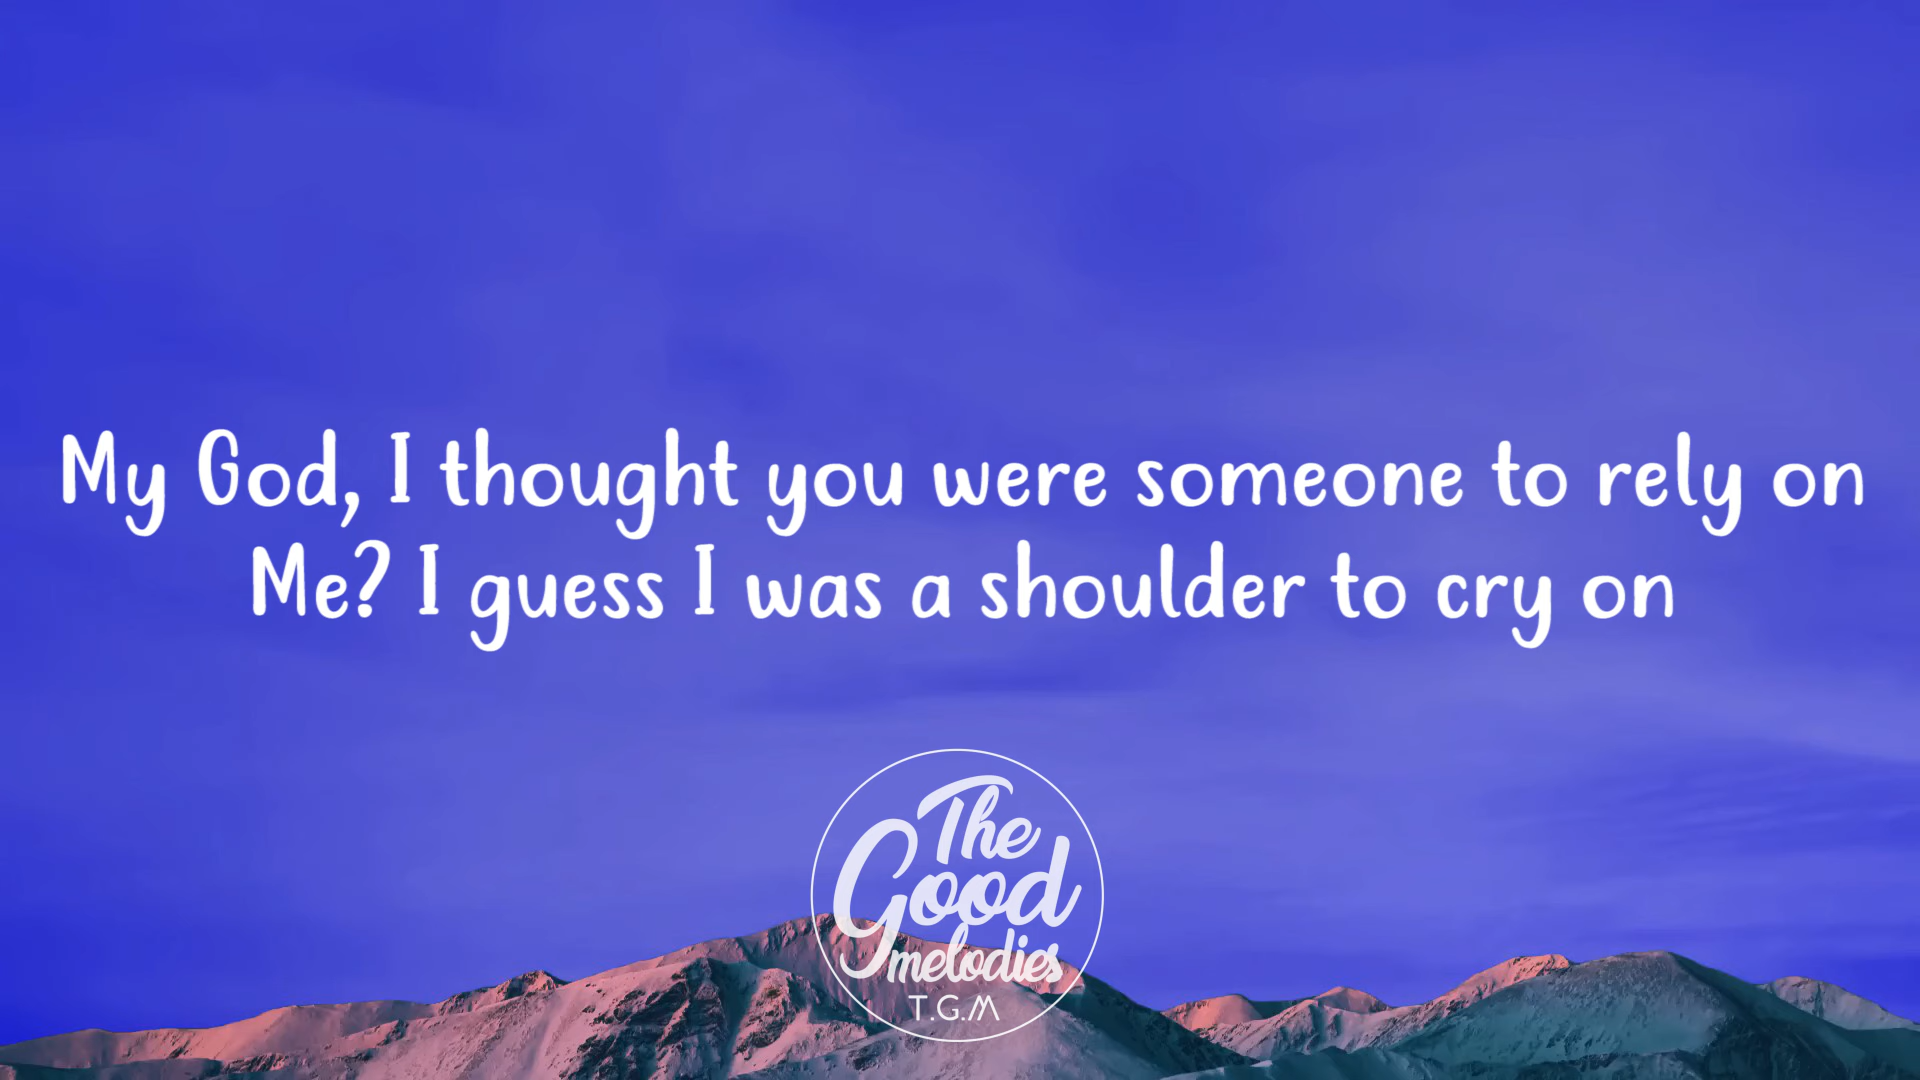 My God, I thought you were someone to rely on
Me? I guess I was a shoulder to cry on
The
Good
melodies
T.G.M